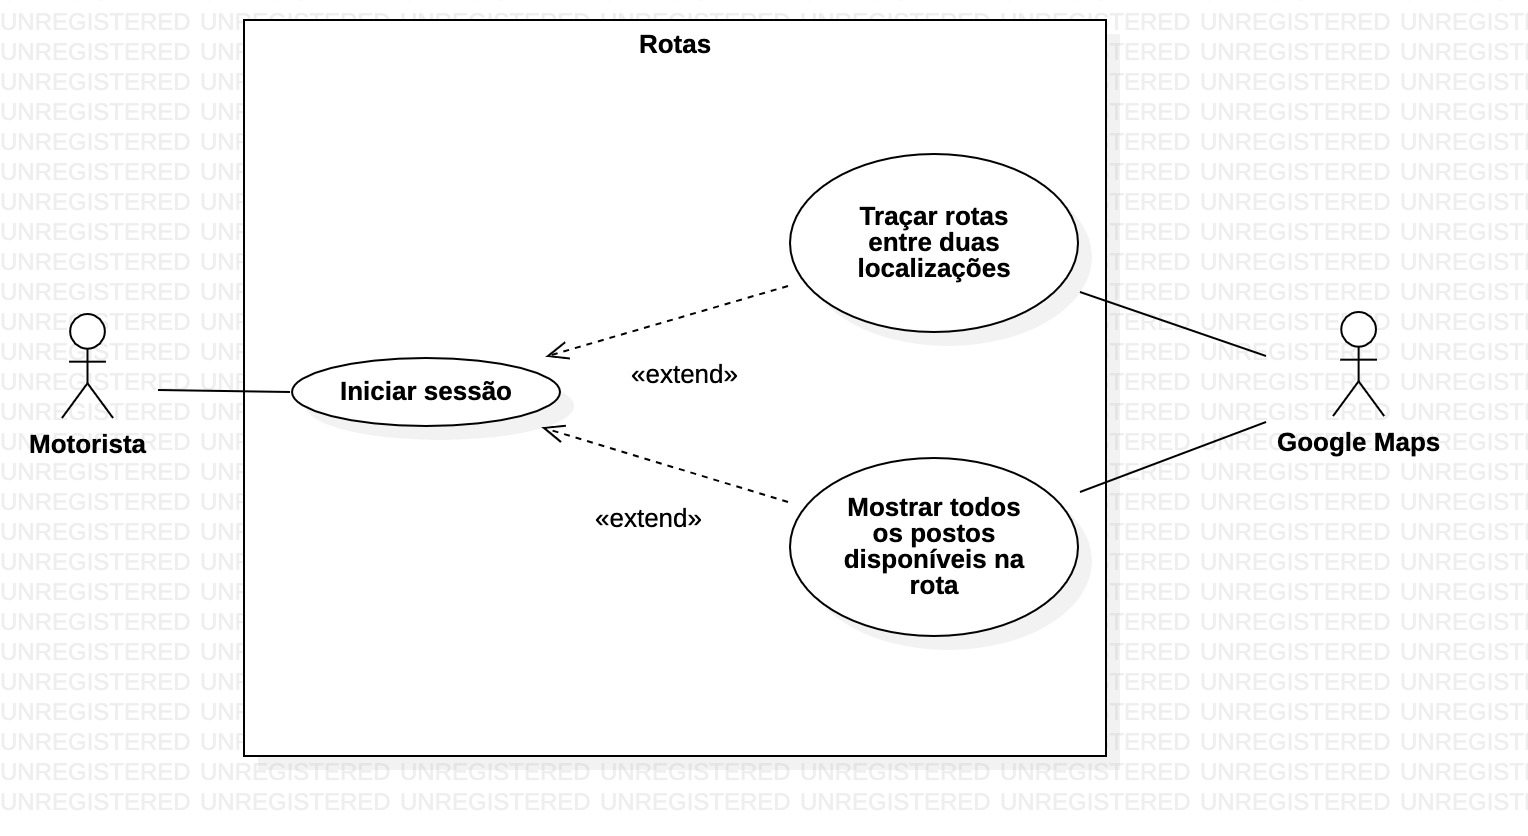 Rotas
Traçar rotas
entre duas
localizações
«extend»
Iniciar sessão
Motorista
Google Maps
«extend»
Mostrar todos
os postos
disponíveis na
rota
UNREGISTERED